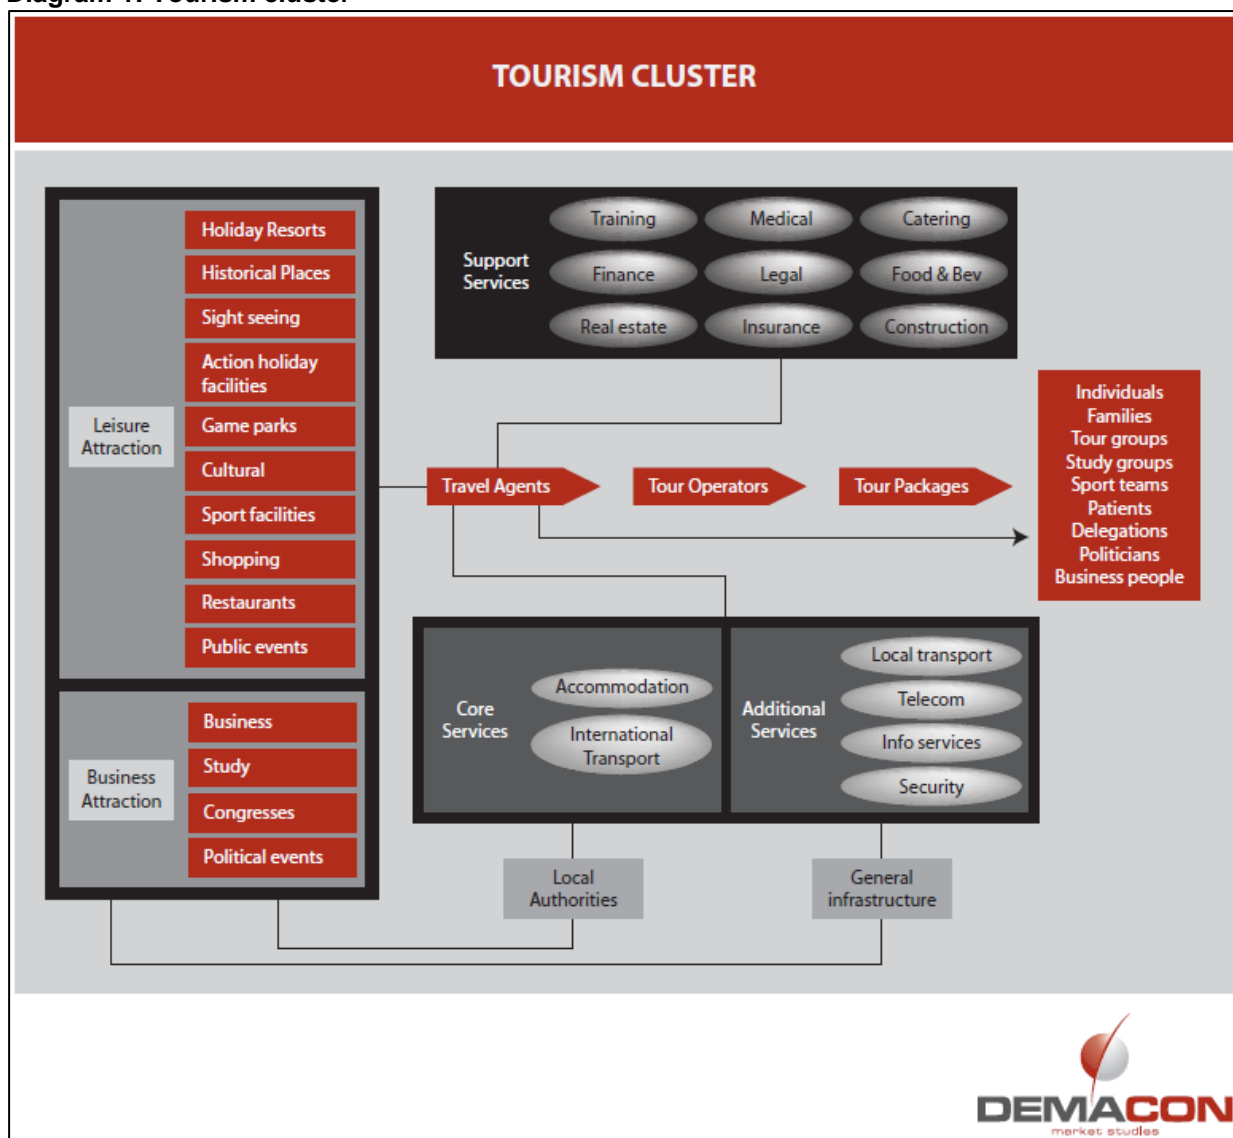 Diagram 1: Tourism cluster
TOURISM CLUSTER
Leisure
Attraction
Holiday Resorts
Historical Places
Sight seeing
Action holiday
facilities
Game parks
Cultural
Sport facilities
Shopping
Restaurants
Public events
Business
Attraction
Business
Study
Congresses
Political events
Support
Services
Training
Medical
Catering
Finance
Legal
Food & Bev
Real estate
Insurance
Construction
Travel Agents
Tour Operators
Tour Packages
Individuals
Families
Tour groups
Study groups
Sport teams
Patients
Delegations
Politicians
Business people
Core
Services
Accommodation
International
Transport
Additional
Services
Local transport
Telecom
Info services
Security
Local
Authorities
General
infrastructure
DEMACON
market studies